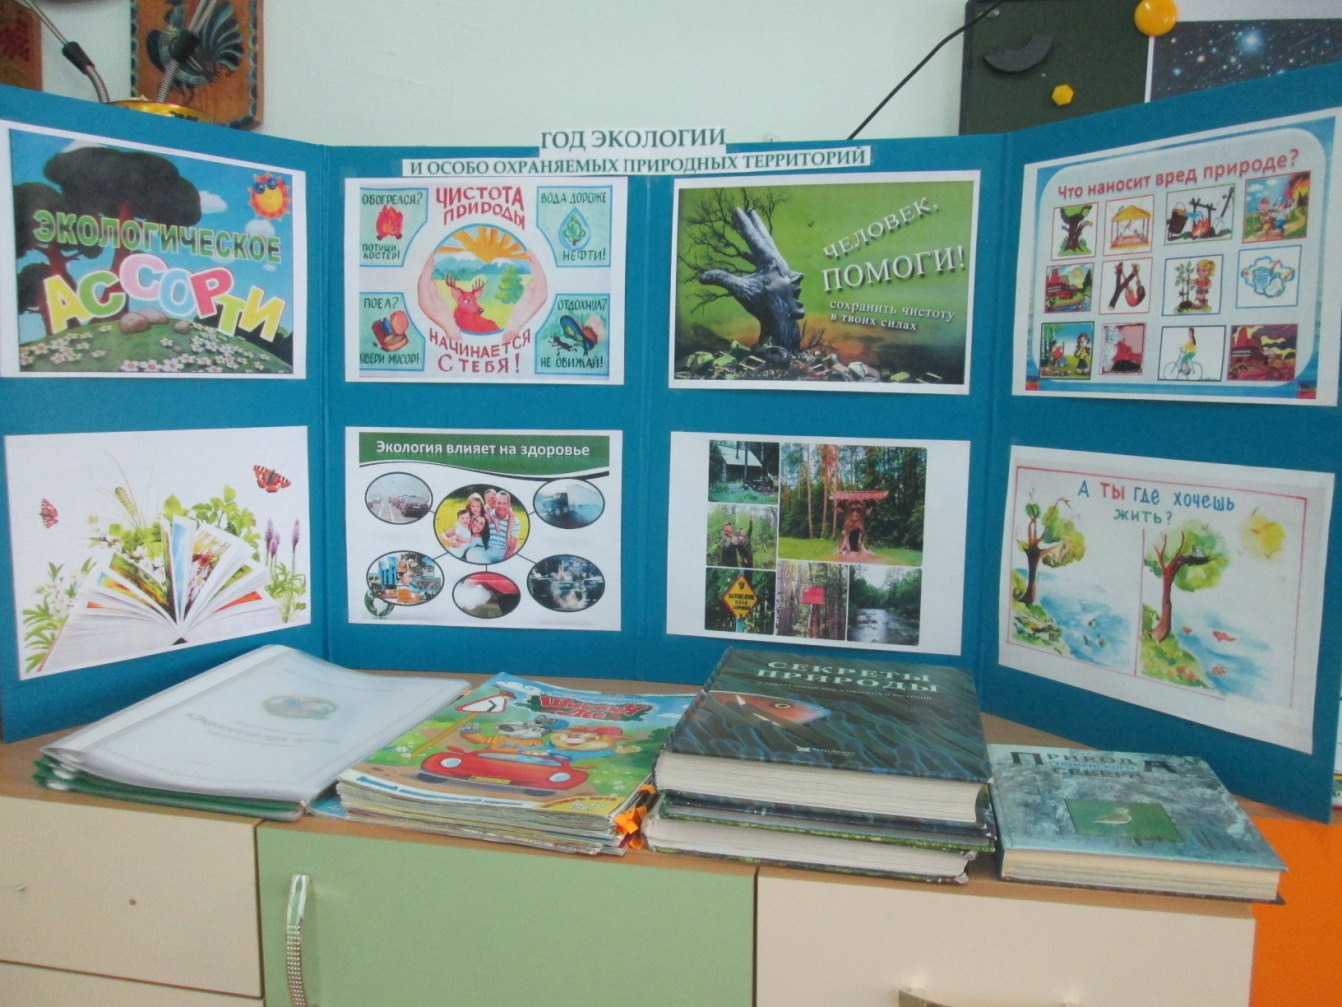 ГОД ЭКОЛОГИИ
И ОСОБО ОХРАНЯЕМЫХ ПРИРОДНЫХ ТЕРРИТОРИЙ
ЭКОЛОГИЧЕСКОЕ
АССОРТИ
ОБОГРЕЛСЯ?
ПОТУШИ
КОСТЕР!
ЧИСТОТА
ПРИРОДЫ
НАЧИНАЕТСЯ
С ТЕБЯ!
ВОДА ДОРОЖЕ
НЕФТИ!
ПОЕЛ?
УБЕРИ МУСОР!
ОТДОХНУЛ?
НЕ ОБИЖАЙ!
ЧЕЛОВЕК,
ПОМОГИ!
сохранить чистоту
в твоих силах
Что наносит вред природе?
Экология влияет на здоровье
А ТЫ ГДЕ ХОЧЕШЬ
ЖИТЬ?
СЕКРЕТЫ
ПРИРОДЫ
ПРИРОДА
СЕВЕРА